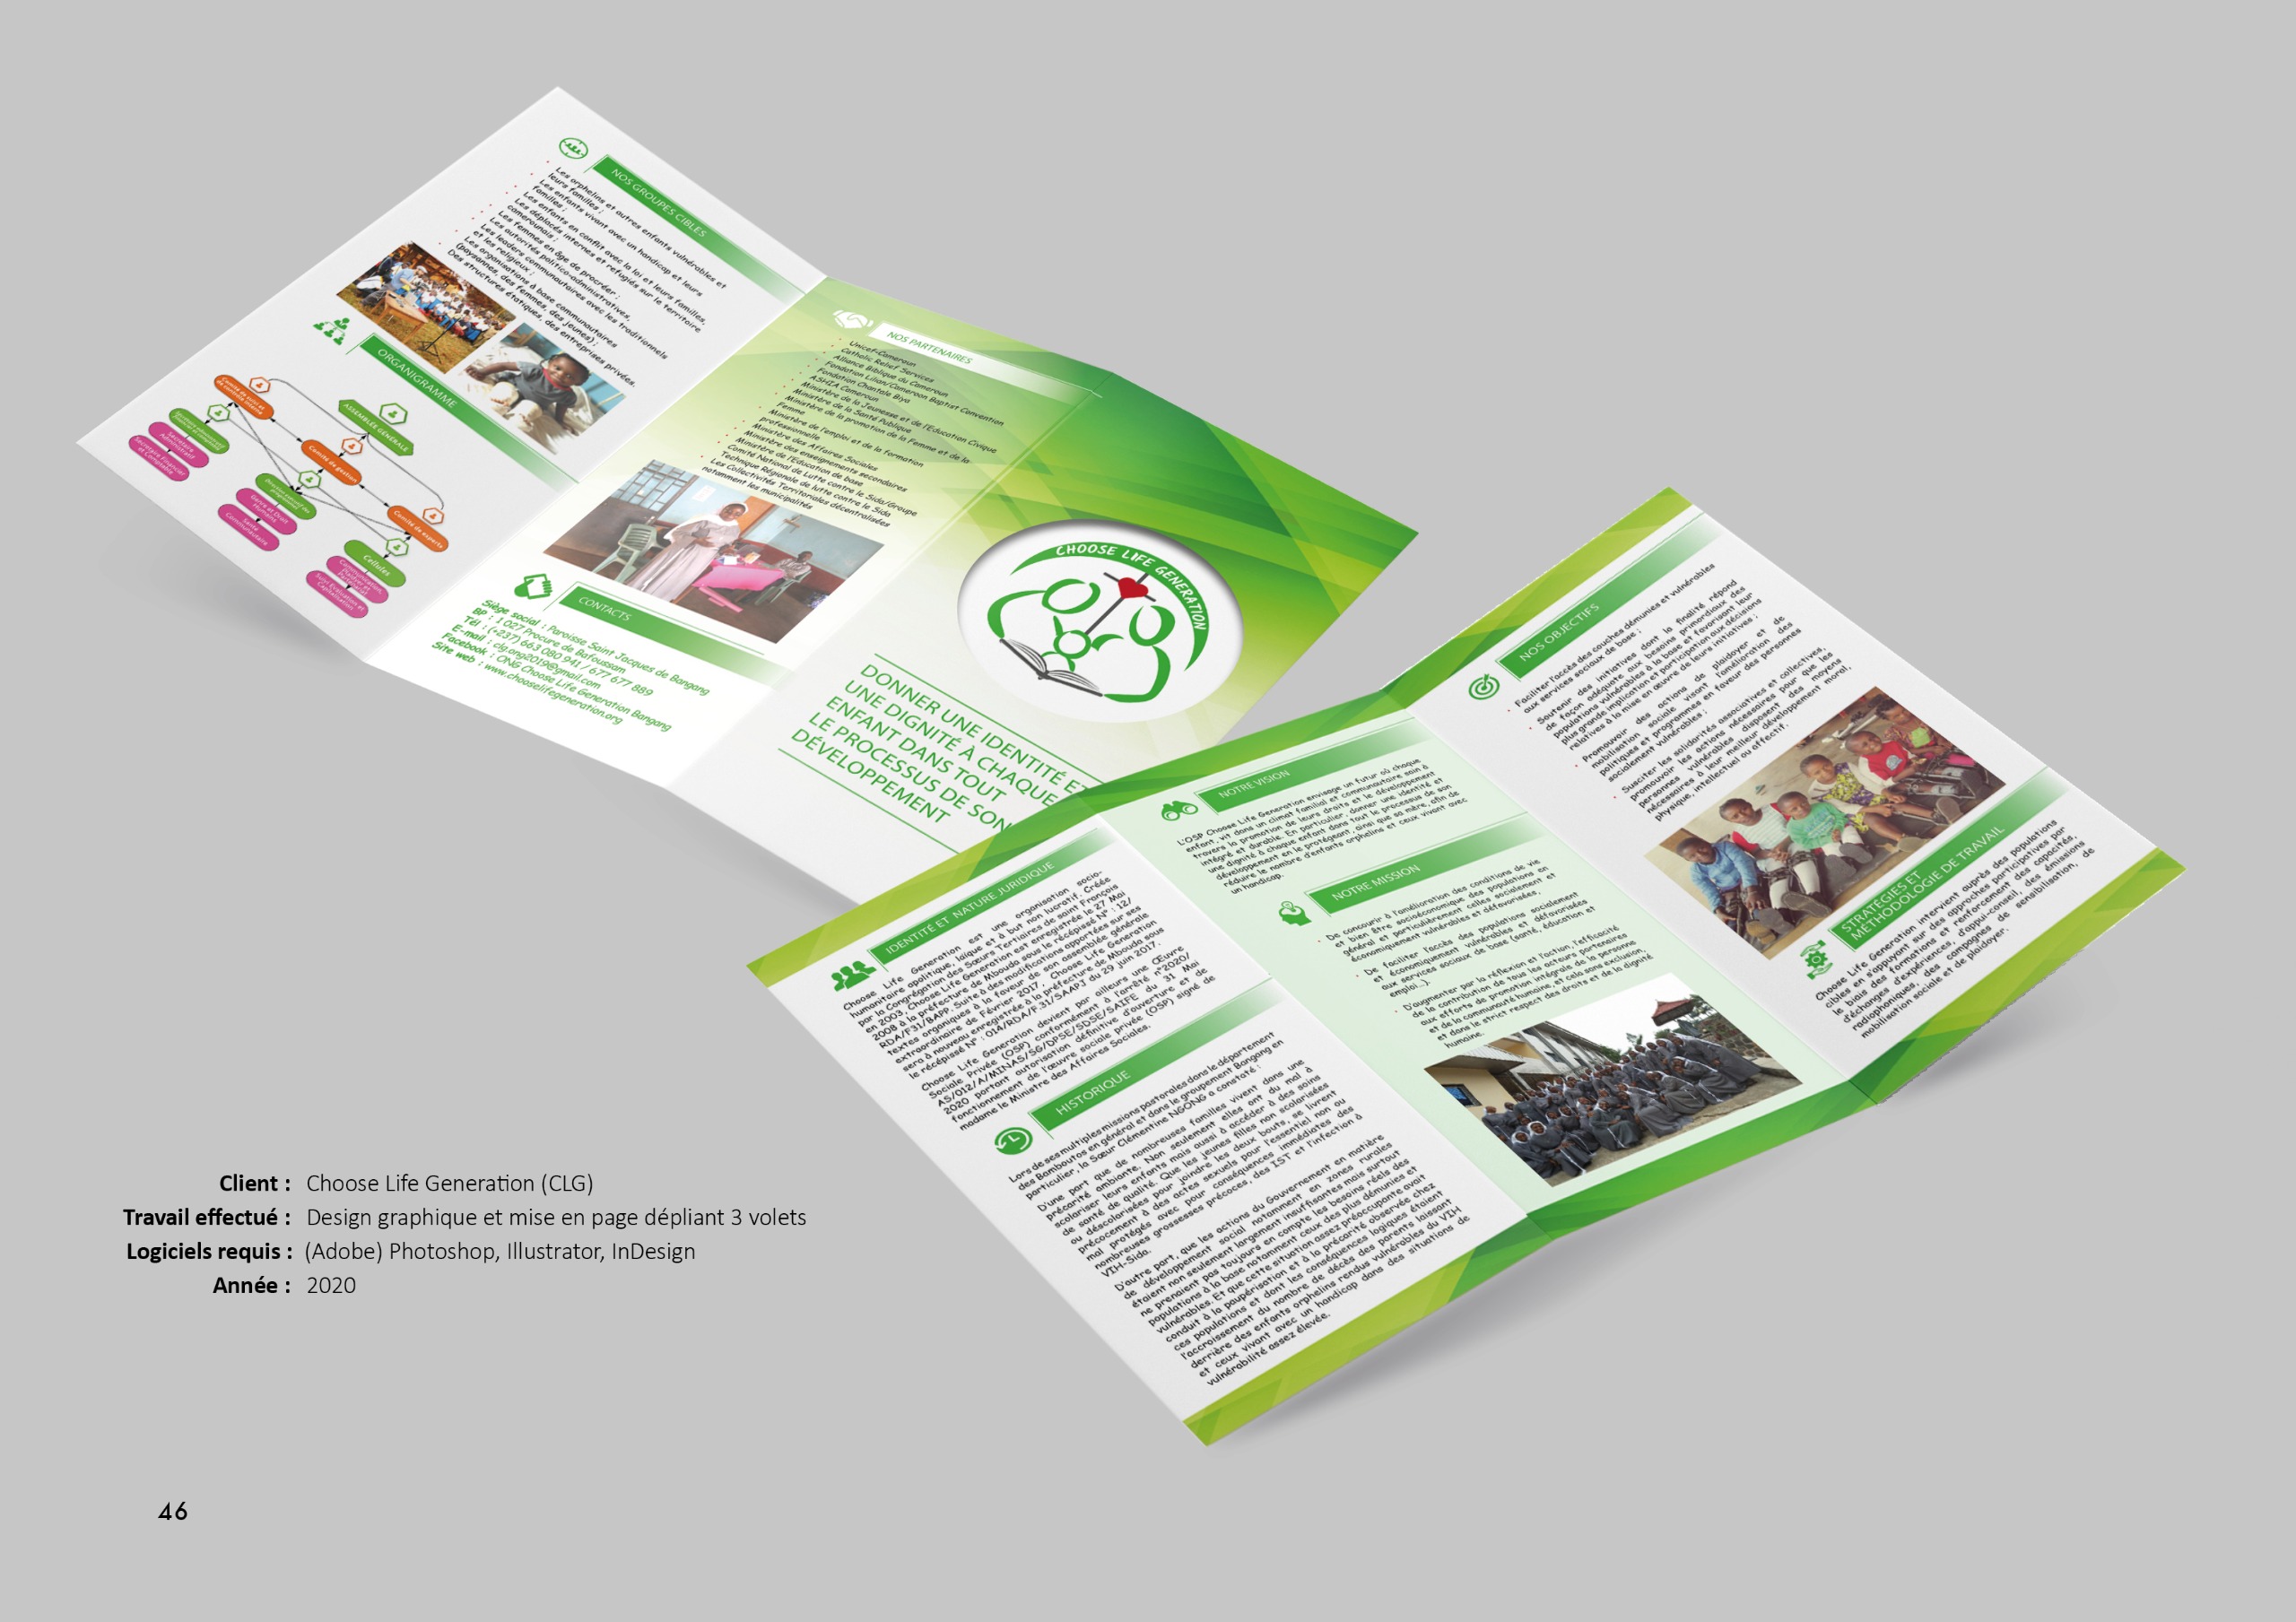 NOS GROUPES CIBLES
Les orphelins et autres enfants vulnérables et
leurs familles ;
Les enfants vivant avec un handicap et leurs
familles ;
Les enfants en conflit avec la loi et leurs familles,
Les déplacés internes et refugiés sur le territoire
camerounais ;
Les femmes en âge de procréer ;
Les autorités politico-administratives,
Les leaders communautaires avec les traditionnels
et les religieux ;
Les organisations à base communautaires
(paysannes, des femmes, des jeunes) ;
Des structures étatiques, des entreprises privées.
ORGANIGRAMME
ASSEMBLÉE GÉNÉRALE
Comité de gestion
Comité de experts
Cellules
Secrétaire
Administratif
Secrétaire Financier
et Comptable
Genre et Droit
Humains
Santé
Communautaire
NOS PARTENAIRES
Unicef-Cameroun
Catholic Relief Services
Alliance Biblique du Cameroun
Fondation Lilian/Cameroon Baptist Convention
Fondation Chantale Biya
ASHIA Cameroun
Ministère de la Jeunesse et de l'Education Civique
Ministère de la Santé Publique
Ministère de la promotion de la Femme et de la
Femme
Ministère de l'emploi et de la formation
professionnelle
Ministère des Affaires Sociales
Ministère des enseignements secondaires
Ministère de l'Education de base
Comité National de Lutte contre le Sida/Groupe
Technique Régionale de lutte contre le Sida
Les Collectivités Territoriales décentralisées
notamment les municipalités
CONTACTS
Siège social : Paroisse Saint Jacques de Bangang
BP : 1 027 Procure de Bafoussam
Tél : (+237) 663 080 941 / 677 677 889
E-mail : clg.ong2019@gmail.com
Facebook : ONG Choose Life Generation Bangang
Site web : www.chooselifegeneration.org
CHOOSE LIFE GENERATION
DONNER UNE IDENTITÉ ET
UNE DIGNITÉ À CHAQUE
ENFANT DANS TOUT
LE PROCESSUS DE SON
DÉVELOPPEMENT
IDENTITÉ ET NATURE JURIDIQUE
Choose Life Generation est une organisation socio-
humanitaire apolitique, laïque et à but non lucratif. Créée
par la Congrégation des Sœurs Tertiaires de saint François
en 2003, Choose Life Generation est enregistrée le 27 Mai
2008 à la préfecture de Mbouda sous le récépissé N° : 12/
RDA/F31/BAPP. Suite à des modifications apportées sur ses
textes organiques à la faveur de son assemblée générale
extraordinaire de Février 2017, Choose Life Generation
sera à nouveau enregistrée à la préfecture de Mbouda sous
le récépissé N° : 014/RDA/F.31/SAAPJ du 29 juin 2017.
Choose Life Generation devient par ailleurs une Œuvre
Sociale Privée (OSP) conformément à l'arrêté n°2020/
AS/0112/A/MINAS/SG/DPSE/SDSE/SAIFE du 31 Mai
2020 portant autorisation définitive d'ouverture et de
fonctionnement de l'œuvre sociale privée (OSP) signé de
madame le Ministre des Affaires Sociales.
HISTORIQUE
Lors de ses multiples missions pastorales dans le département
des Bamboutos en général et dans le groupement Bangang en
particulier, la Sœur Clémentine NGONG a constaté :
D'une part que de nombreuses familles vivent dans une
précarité ambiante. Non seulement elles ont du mal à
scolariser leurs enfants mais aussi à accéder à des soins
de santé de qualité. Que les jeunes filles non scolarisées
ou déscolarisées pour joindre les deux bouts, se livrent
précocement à des actes sexuels pour l'essentiel non ou
mal protégés avec pour conséquences immédiates des
nombreuses grossesses précoces, des IST et l'infection à
VIH-Sida.
D'autre part, que les actions du Gouvernement en matière
de développement social notamment en zones rurales
étaient non seulement largement insuffisantes mais surtout
ne prenaient pas toujours en compte les besoins réels des
populations à la base notamment ceux des plus démunies et
vulnérables. Et que cette situation assez préoccupante avait
conduit à la paupérisation et à la précarité observée chez
ces populations et dont les conséquences logiques étaient
l'accroissement du nombre de décès des parents laissant
derrière des enfants orphelins rendus vulnérables du VIH
et ceux vivant avec un handicap dans des situations de
vulnérabilité assez élevée.
NOTRE VISION
L'OSP Choose Life Generation envisage un futur où chaque
enfant , vit dans un climat familial et communautaire sain à
travers la promotion de leurs droits et le développement
intégré et durable. En particulier, donner une identité et
une dignité à chaque enfant dans tout le processus de son
développement en le protégeant, ainsi que sa mère, afin de
réduire le nombre d'enfants orphelins et ceux vivant avec
un handicap.
NOTRE MISSION
De concourir à l'amélioration des conditions de vie
et bien être socioéconomique des populations en
général et particulièrement celles socialement et
économiquement vulnérables et défavorisées,
De faciliter l'accès des populations socialement
et économiquement vulnérables et défavorisées
aux services sociaux de base (santé, éducation et
emploi...),
D'augmenter par la réflexion et l'action, l'efficacité
de la contribution de tous les acteurs partenaires
aux efforts de promotion intégrale de la personne
et de la communauté humaine, et cela sans exclusion,
et dans le strict respect des droits et de la dignité
humaine.
NOS OBJECTIFS
Faciliter l'accès des couches démunies et vulnérables
aux services sociaux de base ;
Soutenir des initiatives dont la finalité répond
de façon adéquate aux besoins primordiaux des
populations vulnérables à la base et favorisant leur
plus grande implication et participation aux décisions
relatives à la mise en œuvre de leurs initiatives ;
Promouvoir des actions de plaidoyer et de
mobilisation sociale visant l'amélioration des
politiques et programmes en faveur des personnes
socialement vulnérables ;
Susciter les solidarités associatives et collectives,
promouvoir les actions nécessaires pour que les
personnes vulnérables disposent des moyens
nécessaires à leur meilleur développement moral,
physique, intellectuel ou affectif.
STRATÉGIES ET
MÉTHODOLOGIE DE TRAVAIL
Choose Life Generation intervient auprès des populations
cibles en s'appuyant sur des approches participatives par
le biais des formations et renforcement des capacités,
d'échanges d'expériences, d'appui-conseil, des émissions
radiophoniques, des campagnes de sensibilisation, de
mobilisation sociale et de plaidoyer.
Client : Choose Life Generation (CLG)
Travail effectué : Design graphique et mise en page dépliant 3 volets
Logiciels requis : (Adobe) Photoshop, Illustrator, InDesign
Année : 2020
46